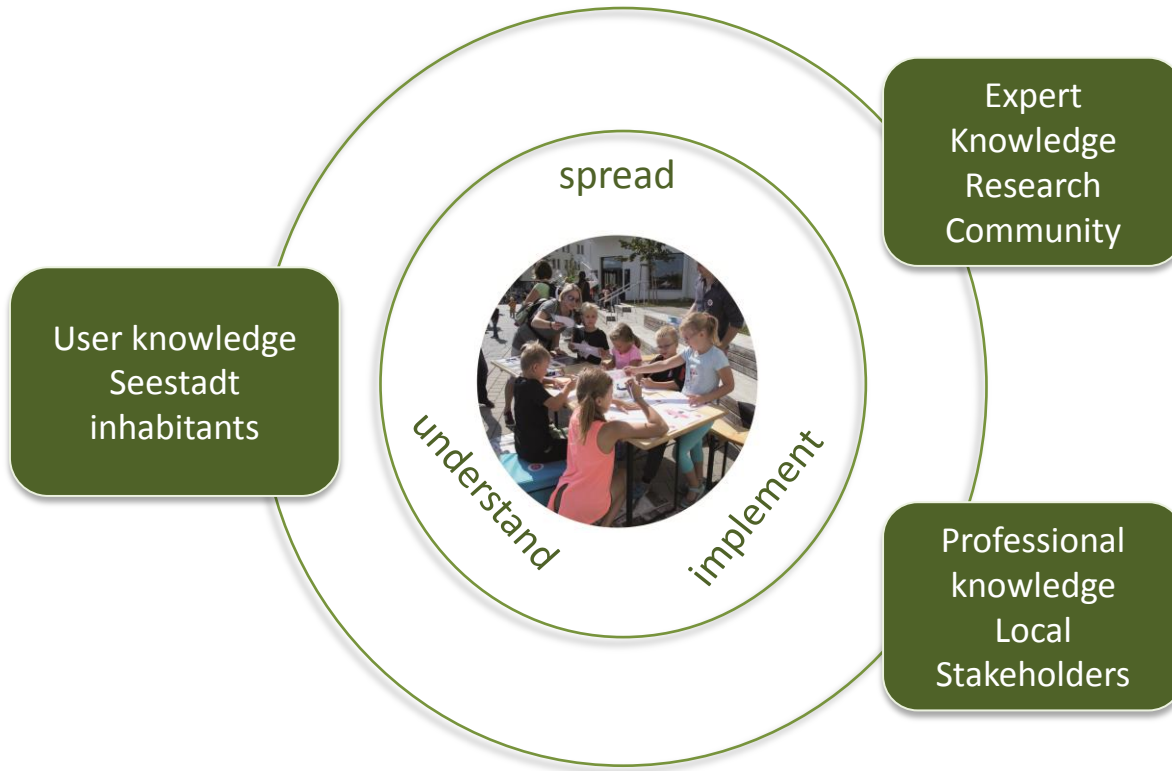 spread
understand
implement
User knowledge
Seestadt
inhabitants
Expert
Knowledge
Research
Community
Professional
knowledge
Local
Stakeholders